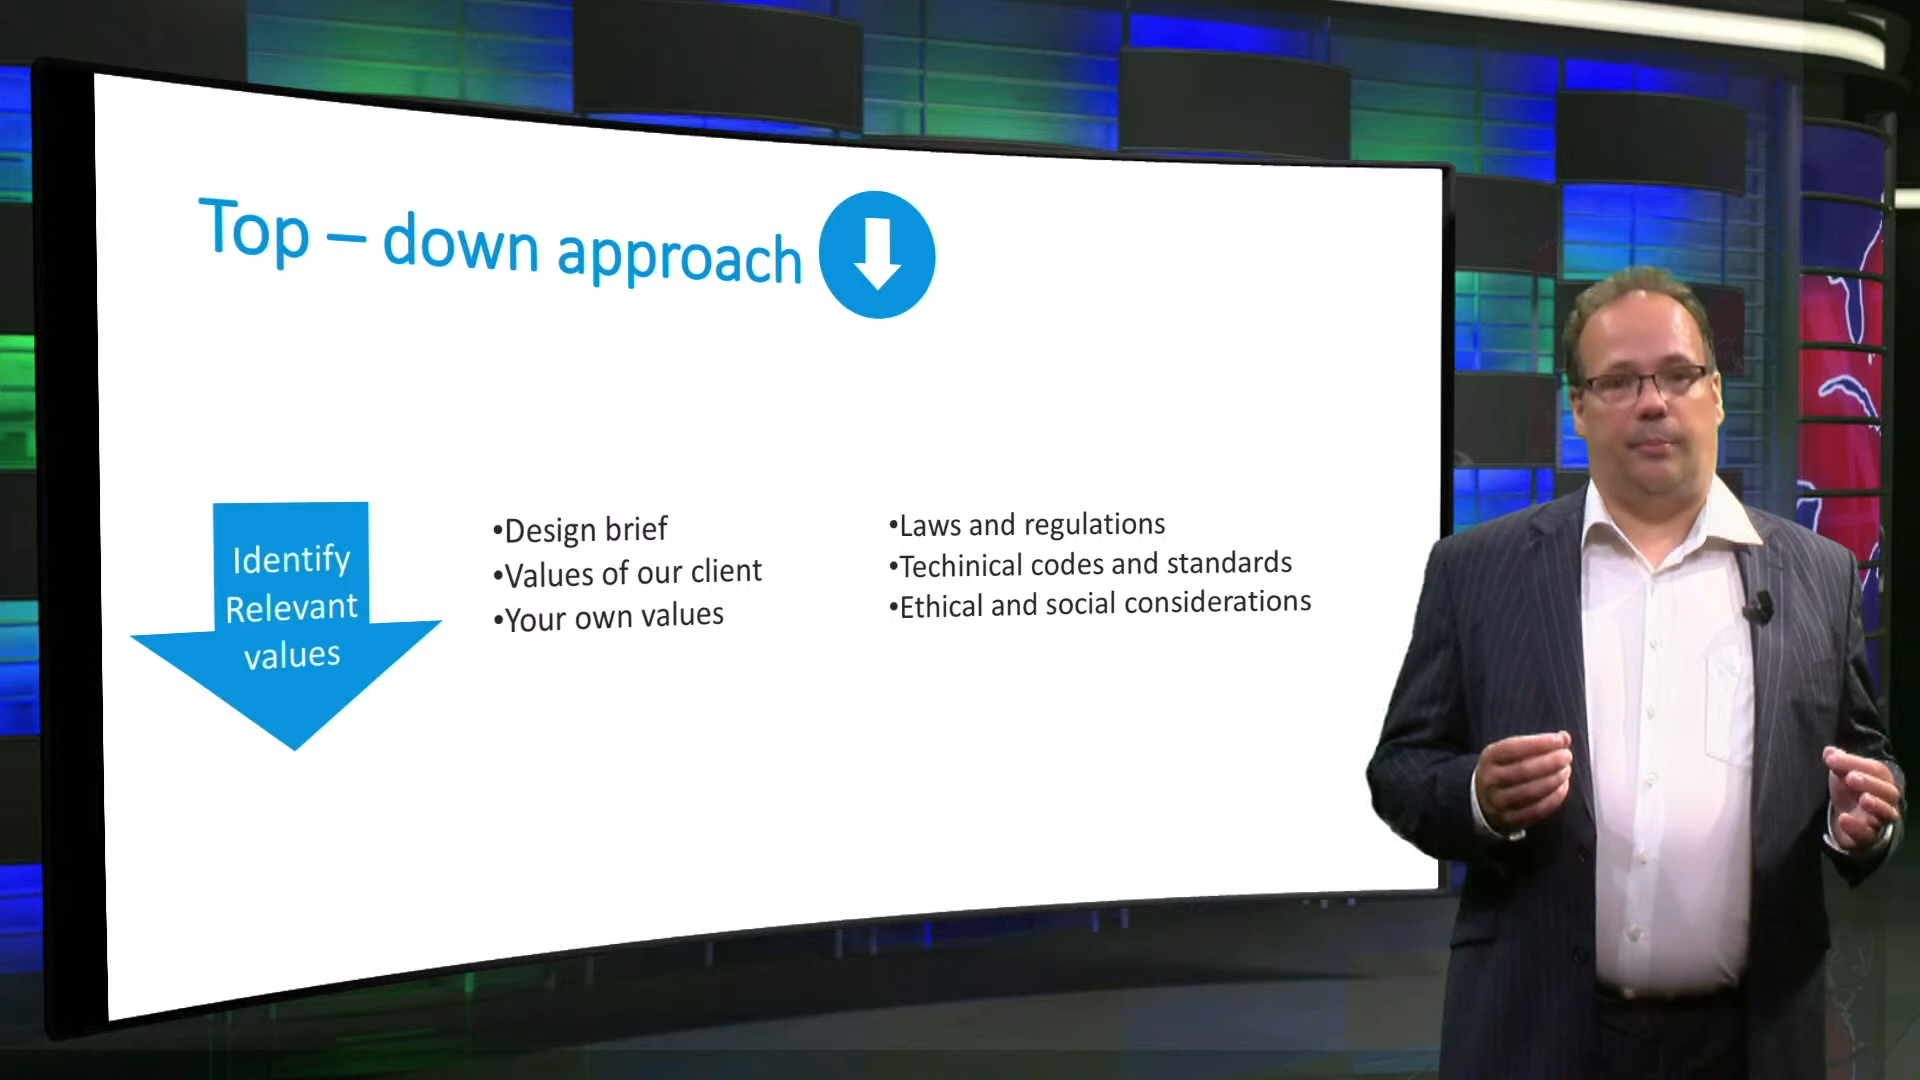 Top – down approach
Identify
Relevant
values
•Design brief
•Values of our client
•Your own values
•Laws and regulations
•Techinical codes and standards
•Ethical and social considerations